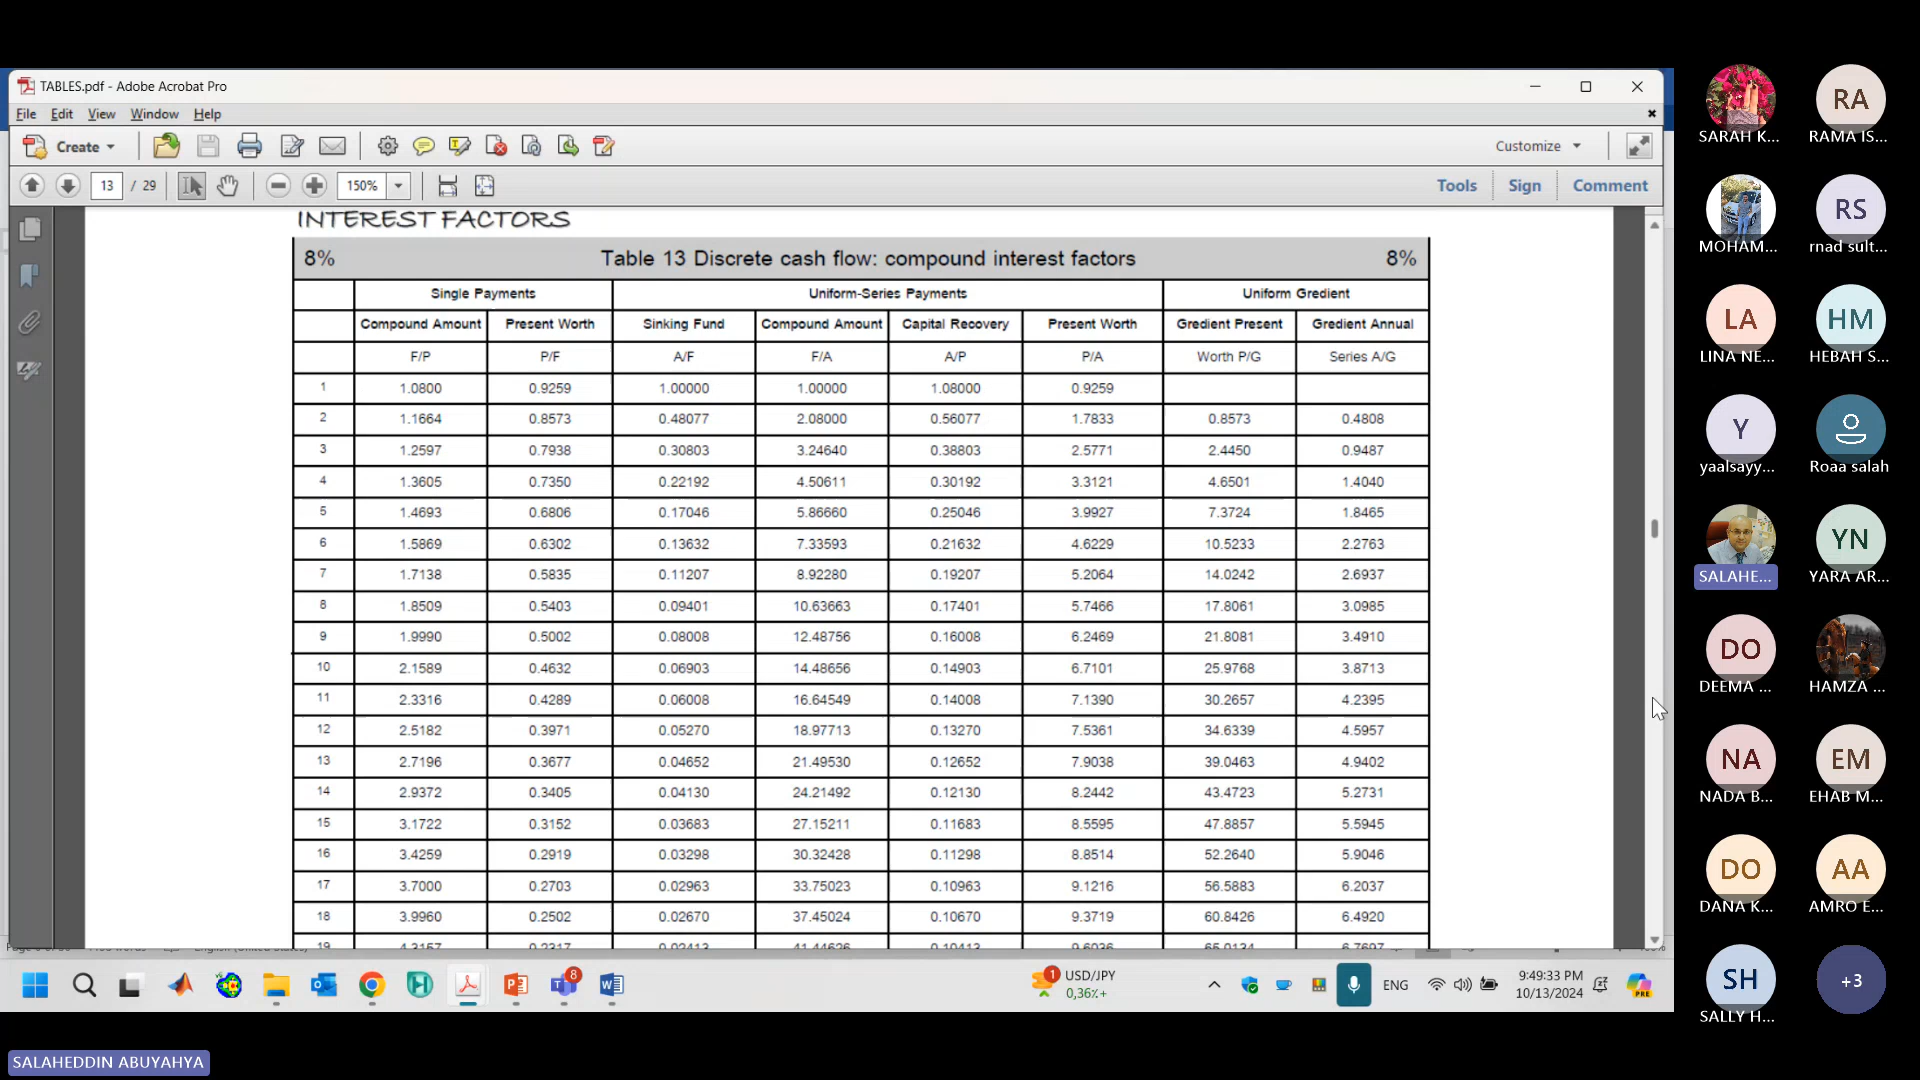 TABLES.pdf - Adobe Acrobat Pro
File Edit View Window Help
Create
Customize
13 / 29 150%
Tools Sign Comment
INTEREST FACTORS
8% Table 13 Discrete cash flow: compound interest factors 8%
Single Payments Uniform-Series Payments Uniform Gredient
Compound Amount Present Worth Sinking Fund Compound Amount Capital Recovery Present Worth Gredient Present Gredient Annual
F/P P/F A/F F/A A/P P/A Worth P/G Series A/G
1 1.0800 0.9259 1.00000 1.00000 1.08000 0.9259
2 1.1664 0.8573 0.48077 2.08000 0.56077 1.7833 0.8573 0.4808
3 1.2597 0.7938 0.30803 3.24640 0.38803 2.5771 2.4450 0.9487
4 1.3605 0.7350 0.22192 4.50611 0.30192 3.3121 4.6501 1.4040
5 1.4693 0.6806 0.17046 5.86660 0.25046 3.9927 7.3724 1.8465
6 1.5869 0.6302 0.13632 7.33593 0.21632 4.6229 10.5233 2.2763
7 1.7138 0.5835 0.11207 8.92280 0.19207 5.2064 14.0242 2.6937
8 1.8509 0.5403 0.09401 10.63663 0.17401 5.7466 17.8061 3.0985
9 1.9990 0.5002 0.08008 12.48756 0.16008 6.2469 21.8081 3.4910
10 2.1589 0.4632 0.06903 14.48656 0.14903 6.7101 25.9768 3.8713
11 2.3316 0.4289 0.06008 16.64549 0.14008 7.1390 30.2657 4.2395
12 2.5182 0.3971 0.05270 18.97713 0.13270 7.5361 34.6339 4.5957
13 2.7196 0.3677 0.04652 21.49530 0.12652 7.9038 39.0463 4.9402
14 2.9372 0.3405 0.04130 24.21492 0.12130 8.2442 43.4723 5.2731
15 3.1722 0.3152 0.03683 27.15211 0.11683 8.5595 47.8857 5.5945
16 3.4259 0.2919 0.03298 30.32428 0.11298 8.8514 52.2640 5.9046
17 3.7000 0.2703 0.02963 33.75023 0.10963 9.1216 56.5883 6.2037
18 3.9960 0.2502 0.02670 37.45024 0.10670 9.3719 60.8426 6.4920
19 4.3157 0.2317 0.02413 41.44626 0.10413 9.6036 65.0134 6.7697
8
1 USD/JPY
0,36%+
PRE
ENG
9:49:33 PM
10/13/2024
SALAHEDDIN ABUYAHYA
RA
SARAH K... RAMA IS...
RS
MOHAM... rnad sult...
LA HM
LINA NE... HEBAH S...
Y
yaalsayy... Roaa salah
YN
SALAHE... YARA AR...
DO
DEEMA ... HAMZA ...
NA EM
NADA B... EHAB M...
DO AA
DANA K... AMRO E...
SH +3
SALLY H...